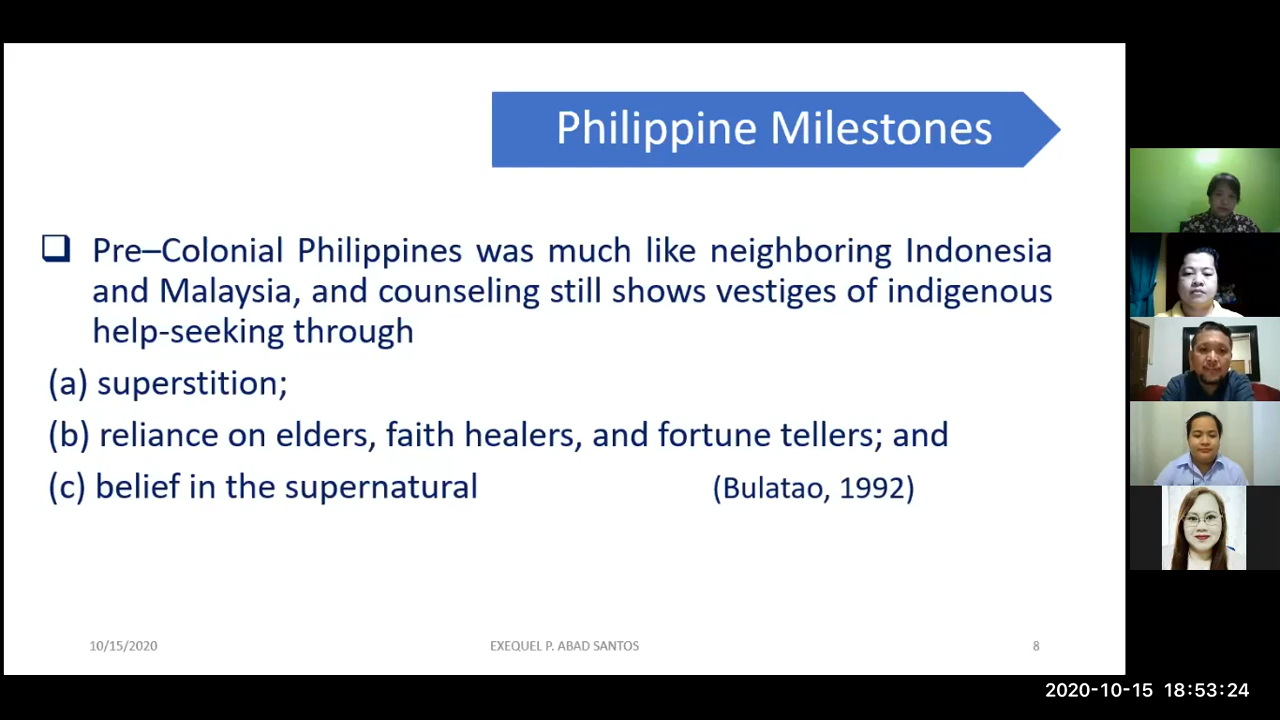 Philippine Milestones
❑ Pre–Colonial Philippines was much like neighboring Indonesia
and Malaysia, and counseling still shows vestiges of indigenous
help-seeking through
(a) superstition;
(b) reliance on elders, faith healers, and fortune tellers; and
(c) belief in the supernatural (Bulatao, 1992)
10/15/2020 EXEQUEL P. ABAD SANTOS 8
2020-10-15 18:53:24